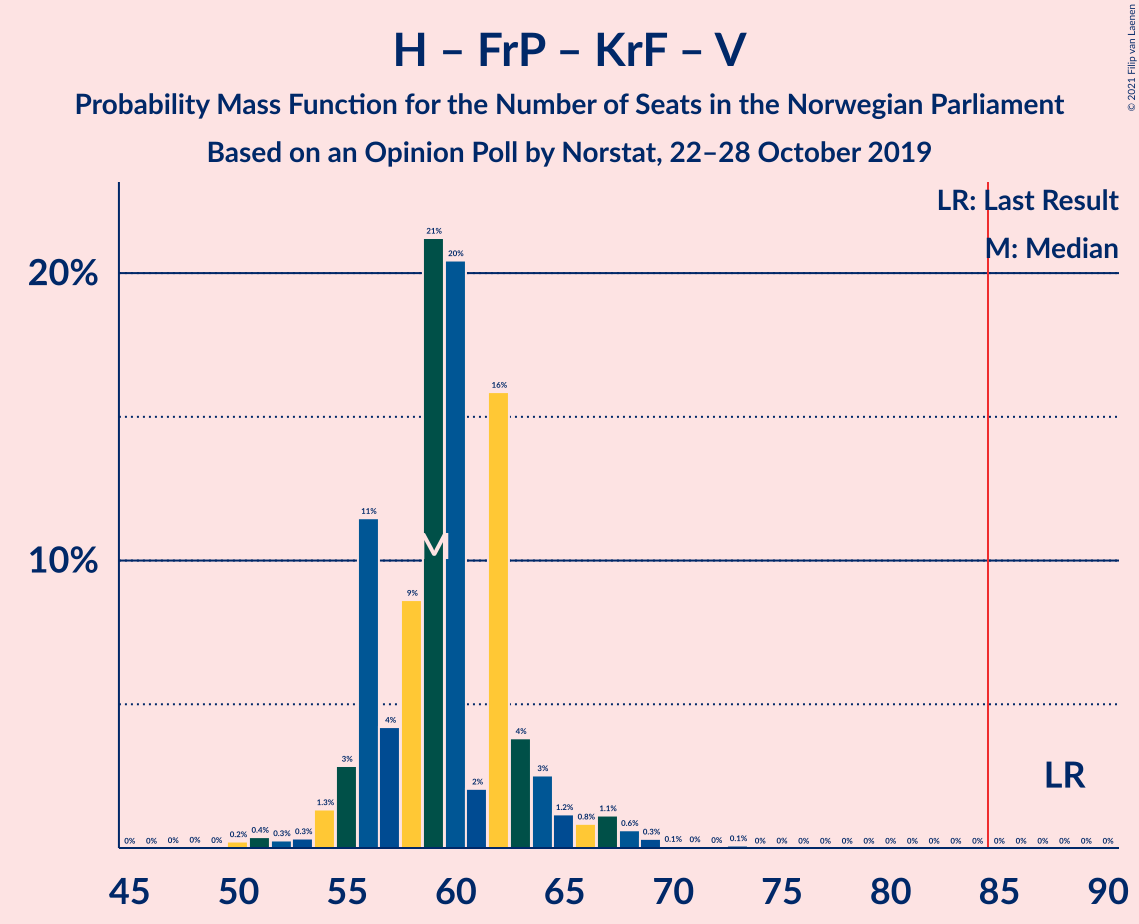 H – FrP – KrF – V
Probability Mass Function for the Number of Seats in the Norwegian Parliament
Based on an Opinion Poll by Norstat, 22–28 October 2019
© 2021 Filip van Laenen
LR: Last Result
M: Median
20%
10%
0% 0% 0% 0% 0% 0.2% 0.4% 0.3% 0.3% 1.3% 3% 11% 4% 9% 21% 20% 2% 16% 4% 3% 1.2% 0.8% 1.1% 0.6% 0.3% 0.1% 0% 0% 0.1% 0% 0% 0% 0% 0% 0% 0% 0% 0% 0% 0% 0% 0% 0% 0% 0% 0%
M
LR
45 50 55 60 65 70 75 80 85 90